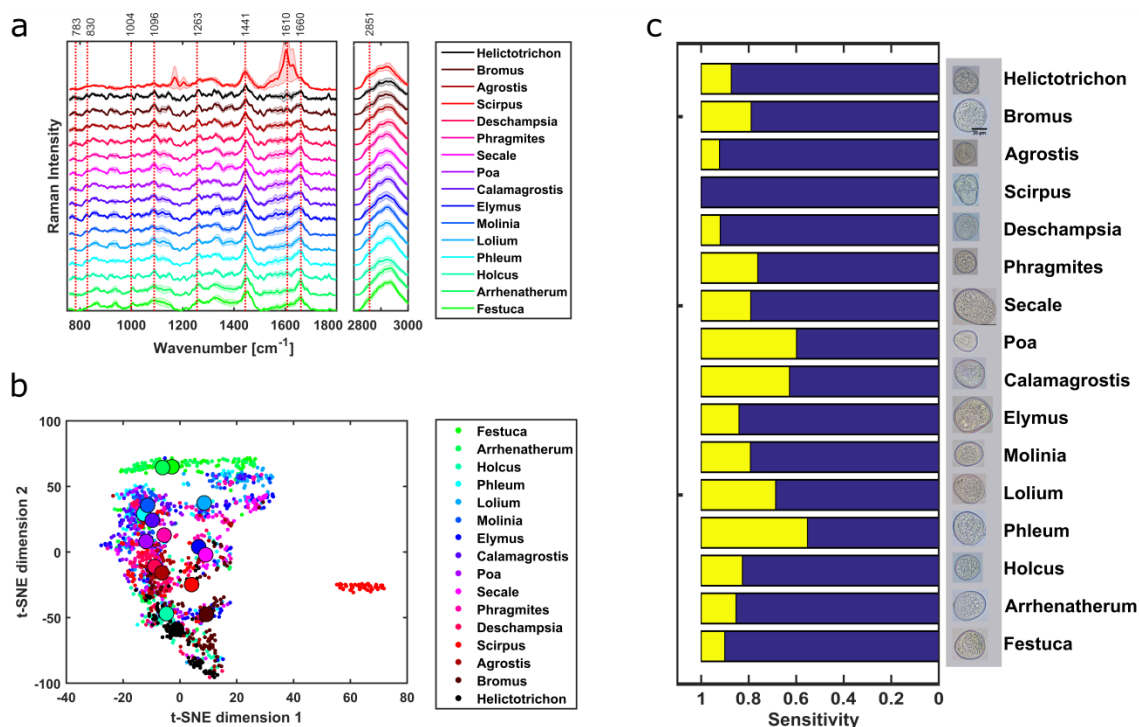 a
783
830
1004
1096
1263
1441
1610
1660
2851
Raman Intensity
800
1000
1200
1400
1600
1800
2800
3000
Wavenumber [cm⁻¹]
Helictotrichon
Bromus
Agrostis
Scirpus
Deschampsia
Phragmites
Secale
Poa
Calamagrostis
Elymus
Molinia
Lolium
Phleum
Holcus
Arrhenatherum
Festuca
b
t-SNE dimension 2
100
50
0
-50
-100
-40
-20
0
20
40
60
80
t-SNE dimension 1
Festuca
Arrhenatherum
Holcus
Phleum
Lolium
Molinia
Elymus
Calamagrostis
Poa
Secale
Phragmites
Deschampsia
Scirpus
Agrostis
Bromus
Helictotrichon
c
Helictotrichon
Bromus
Agrostis
Scirpus
Deschampsia
Phragmites
Secale
Poa
Calamagrostis
Elymus
Molinia
Lolium
Phleum
Holcus
Arrhenatherum
Festuca
1
0.8
0.6
0.4
0.2
0
Sensitivity